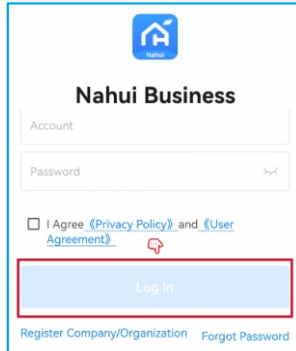 Nahui
Nahui Business
Account
Password
I Agree 《Privacy Policy》 and 《User
Agreement》
Log In
Register Company/Organization Forgot Password